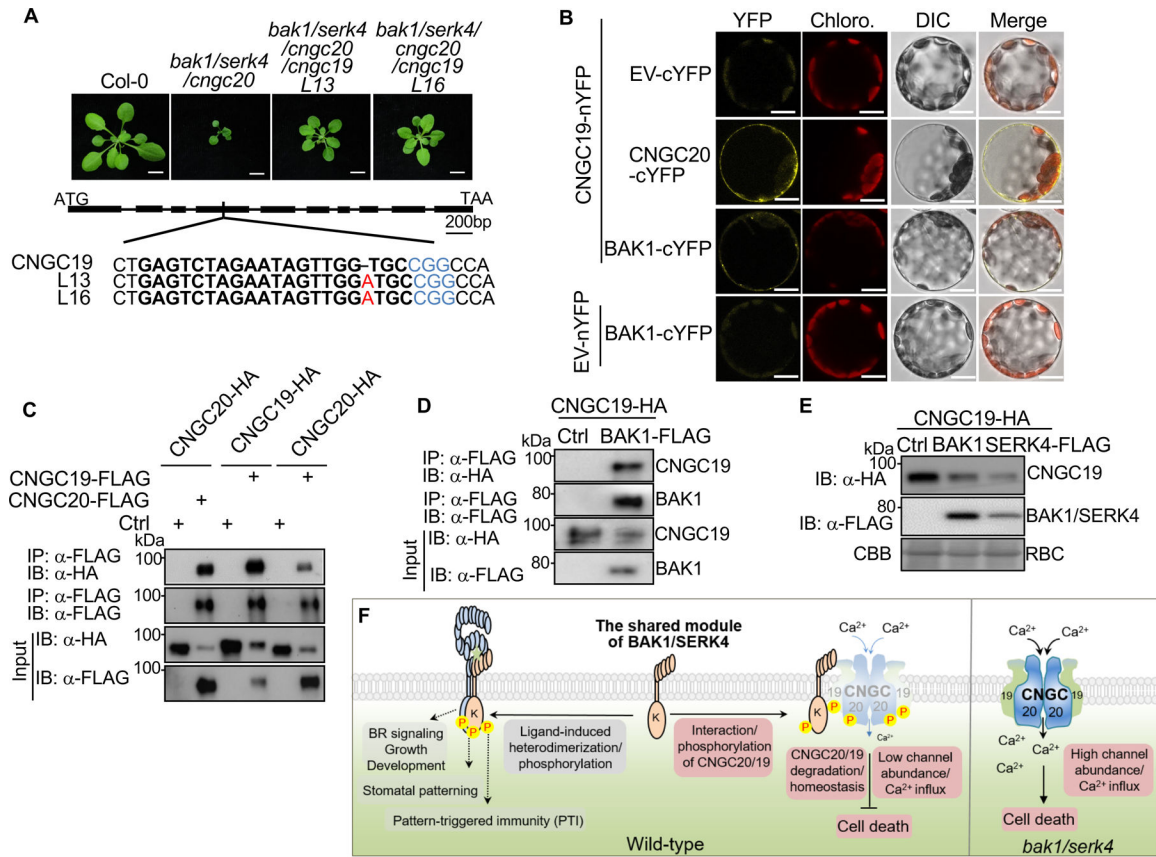 A
Col-0
bak1/serk4
/cngc20
bak1/serk4
/cngc20
/cngc19
L13
bak1/serk4/
cngc20
/cngc19
L16
ATG
TAA
200bp
CNGC19 CTGAGTCTAGAATAGTTGG–TGCCGGCCA
L13 CTGAGTCTAGAATAGTTGGATGCCGGCCA
L16 CTGAGTCTAGAATAGTTGGATGCCGGCCA
B
YFP Chloro. DIC Merge
CNGC19-nYFP
EV-cYFP
CNGC20
-cYFP
BAK1-cYFP
EV-nYFP
BAK1-cYFP
C
CNGC20-HA
CNGC19-HA
CNGC20-HA
CNGC19-FLAG + +
CNGC20-FLAG +
Ctrl + + +
kDa
IP: α-FLAG
IB: α-HA
100
IP: α-FLAG
IB: α-FLAG
100
Input
IB: α-HA
100
IB: α-FLAG
100
D
CNGC19-HA
kDa Ctrl BAK1-FLAG
IP: α-FLAG
IB: α-HA
100
CNGC19
IP: α-FLAG
IB: α-FLAG
80
BAK1
Input
IB: α-HA
100
CNGC19
IB: α-FLAG
80
BAK1
E
CNGC19-HA
kDa Ctrl BAK1 SERK4-FLAG
IB: α-HA
100
CNGC19
IB: α-FLAG
80
BAK1/SERK4
CBB
RBC
F
The shared module
of BAK1/SERK4
K
P P P
BR signaling
Growth
Development
Stomatal patterning
Pattern-triggered immunity (PTI)
Ligand-induced
heterodimerization/
phosphorylation
K
Interaction/
phosphorylation
of CNGC20/19
K
P P P P
Ca²⁺ Ca²⁺
19 CNGC 19
20 20
Ca²⁺
CNGC20/19
degradation/
homeostasis
Low channel
abundance/
Ca²⁺ influx
Cell death
Wild-type
Ca²⁺ Ca²⁺
19 CNGC 19
20 20
Ca²⁺
Ca²⁺
Ca²⁺ Ca²⁺
High channel
abundance/
Ca²⁺ influx
Cell death
bak1/serk4